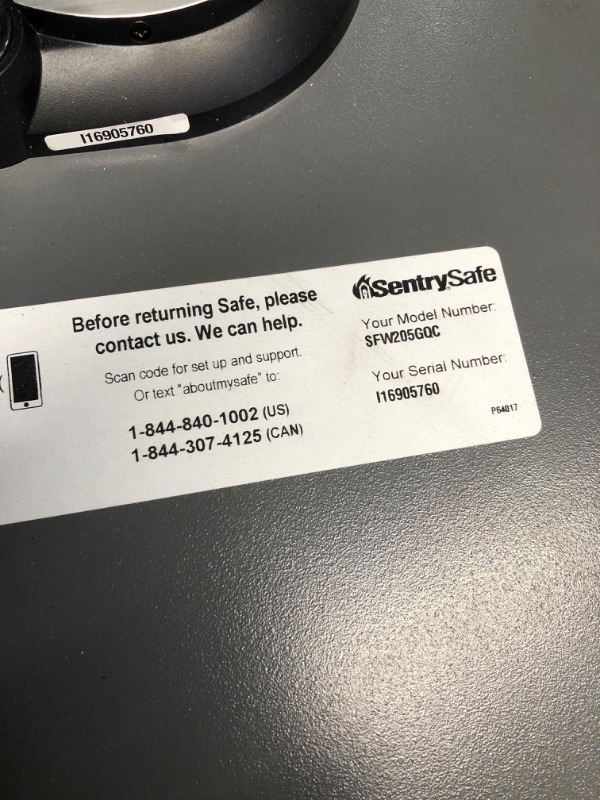 I16905760
Before returning Safe, please
contact us. We can help.
Scan code for set up and support.
Or text "aboutmysafe" to:
1-844-840-1002 (US)
1-844-307-4125 (CAN)
SentrySafe
Your Model Number:
SFW205GQC
Your Serial Number:
I16905760
P64017